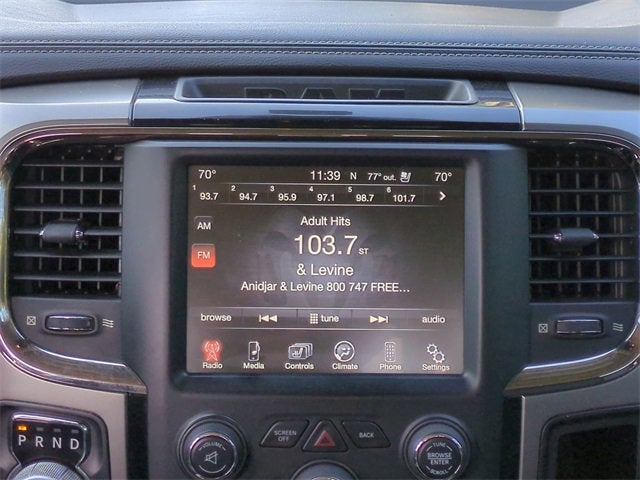 RAM
70° 11:39 N 77° out. 70°
1 93.7 2 94.7 3 95.9 4 97.1 5 98.7 6 101.7
AM
FM
Adult Hits
103.7 ST
& Levine
Anidjar & Levine 800 747 FREE...
browse tune audio
Radio Media Controls Climate Phone Settings
P R N D
VOLUME
SCREEN OFF
BACK
TUNE
BROWSE ENTER
SCROLL